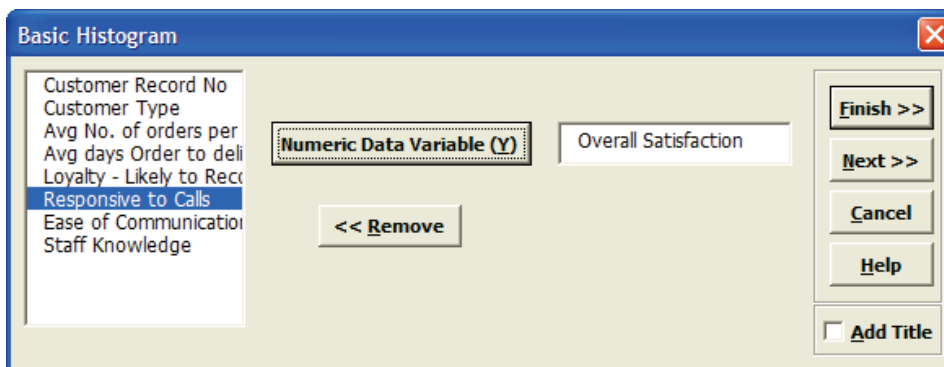 Basic Histogram
Customer Record No
Customer Type
Avg No. of orders per
Avg days Order to deli
Loyalty - Likely to Reco
Responsive to Calls
Ease of Communication
Staff Knowledge
Numeric Data Variable (Y)
<< Remove
Overall Satisfaction
Finish >>
Next >>
Cancel
Help
Add Title